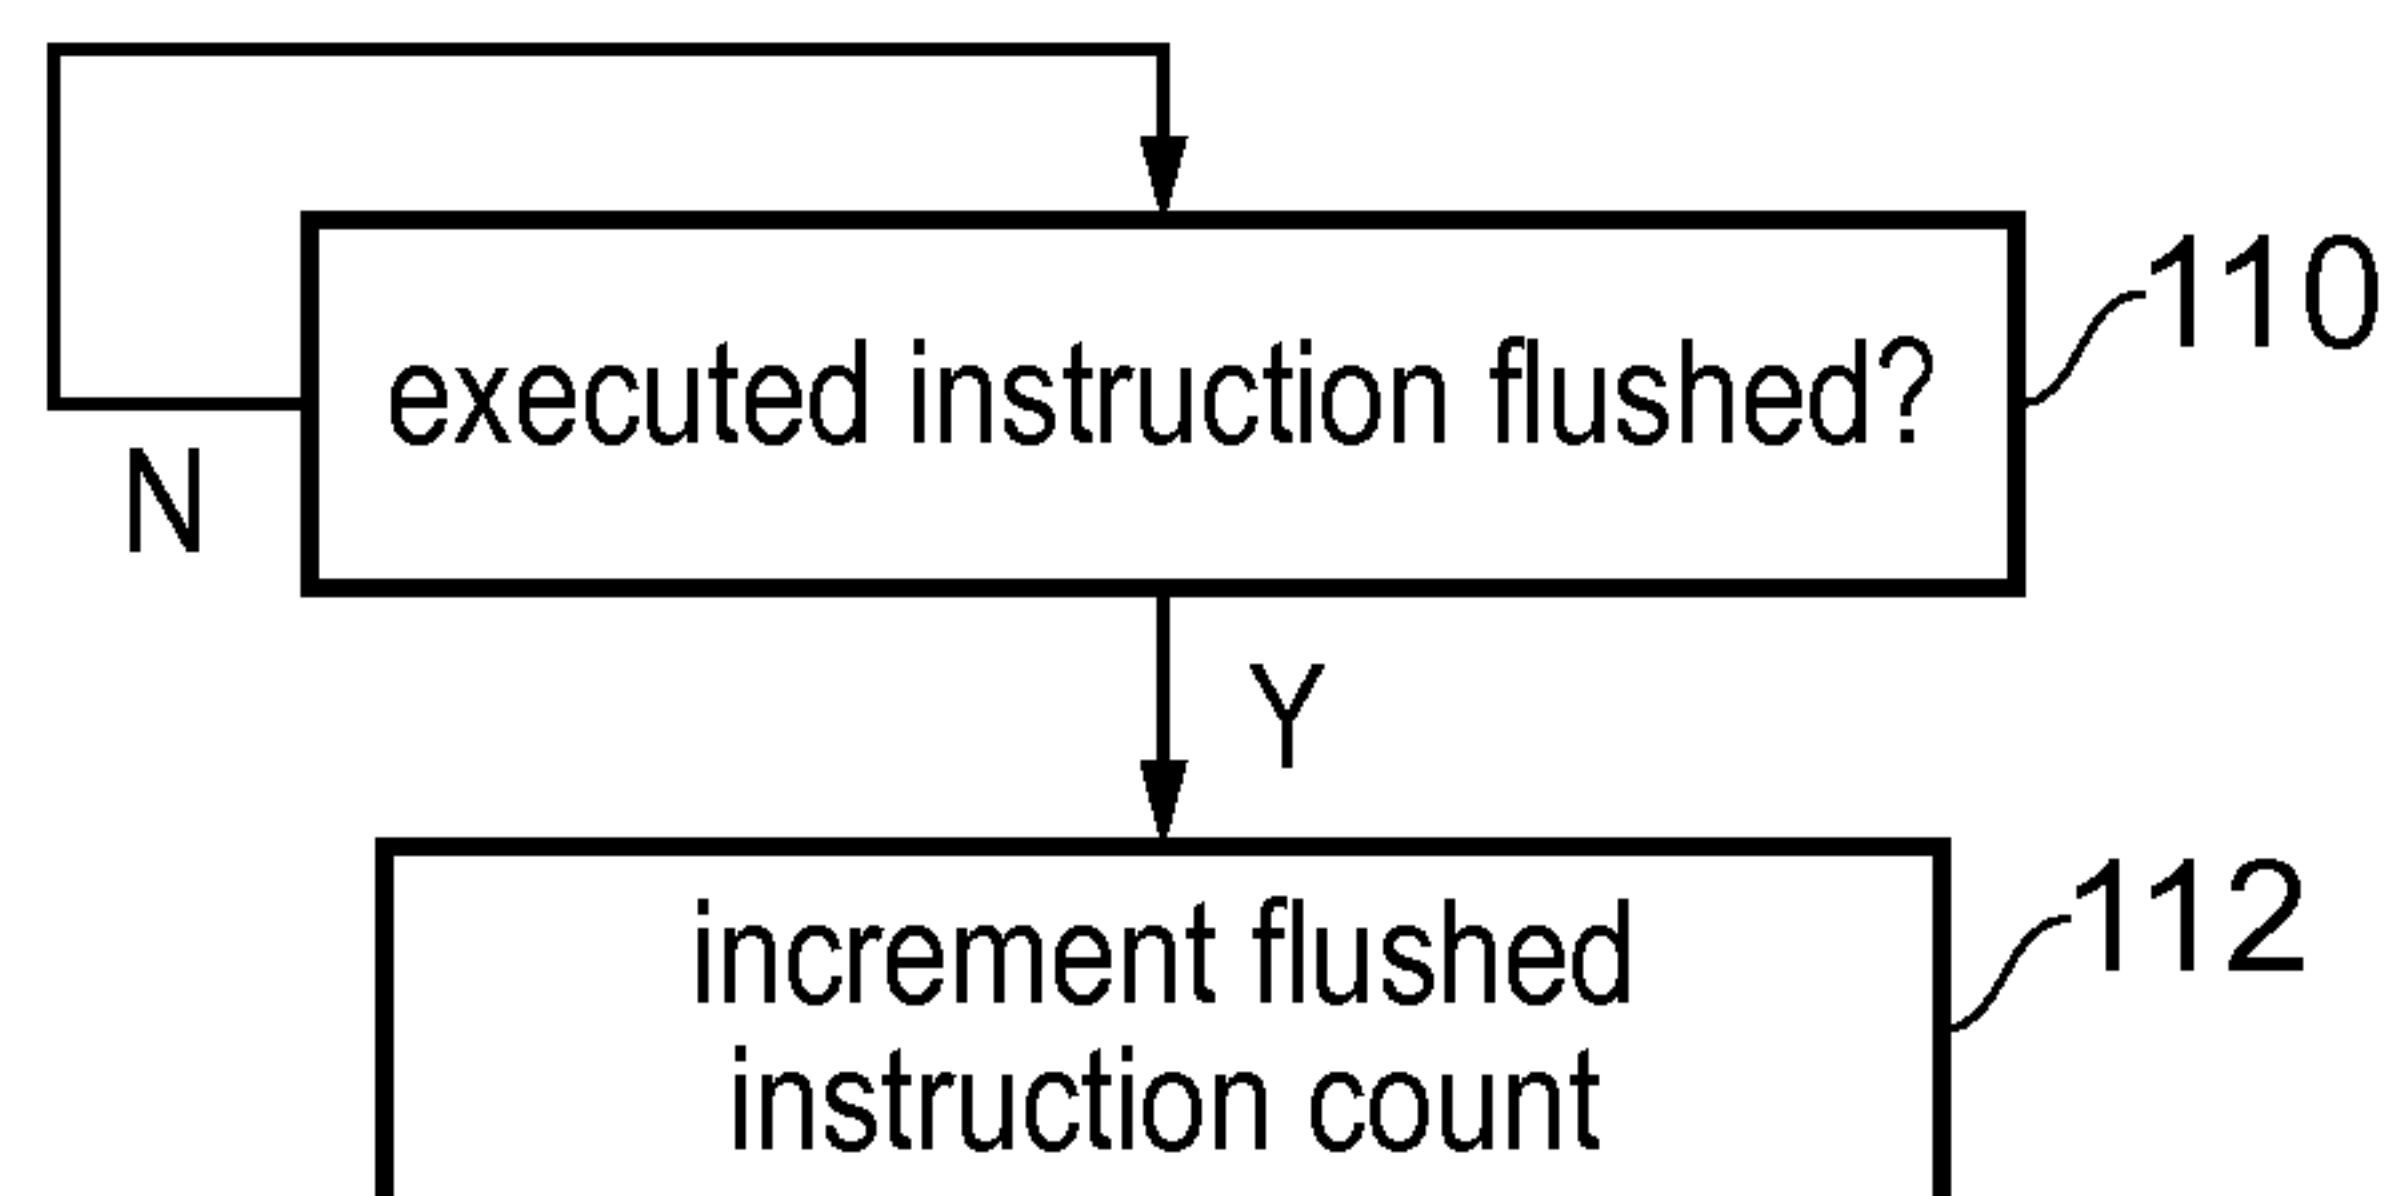 executed instruction flushed?
110
N
Y
increment flushed
instruction count
112